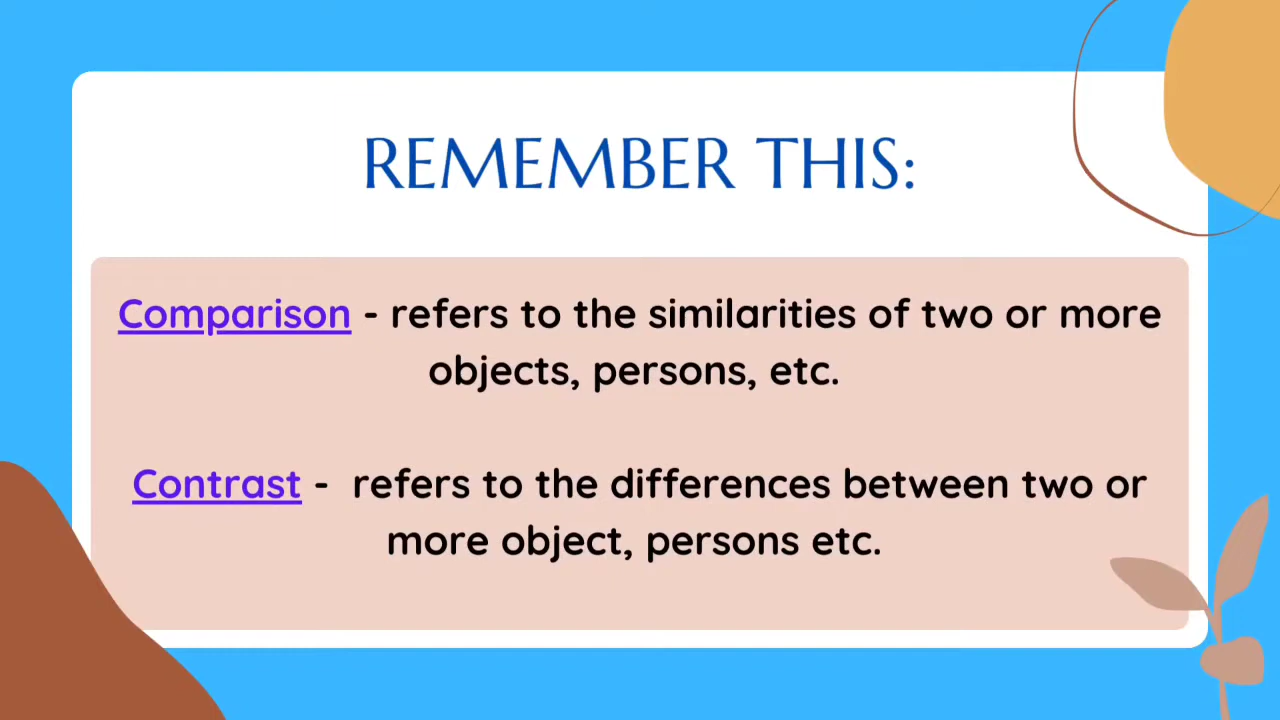 REMEMBER THIS:
Comparison - refers to the similarities of two or more
objects, persons, etc.
Contrast - refers to the differences between two or
more object, persons etc.